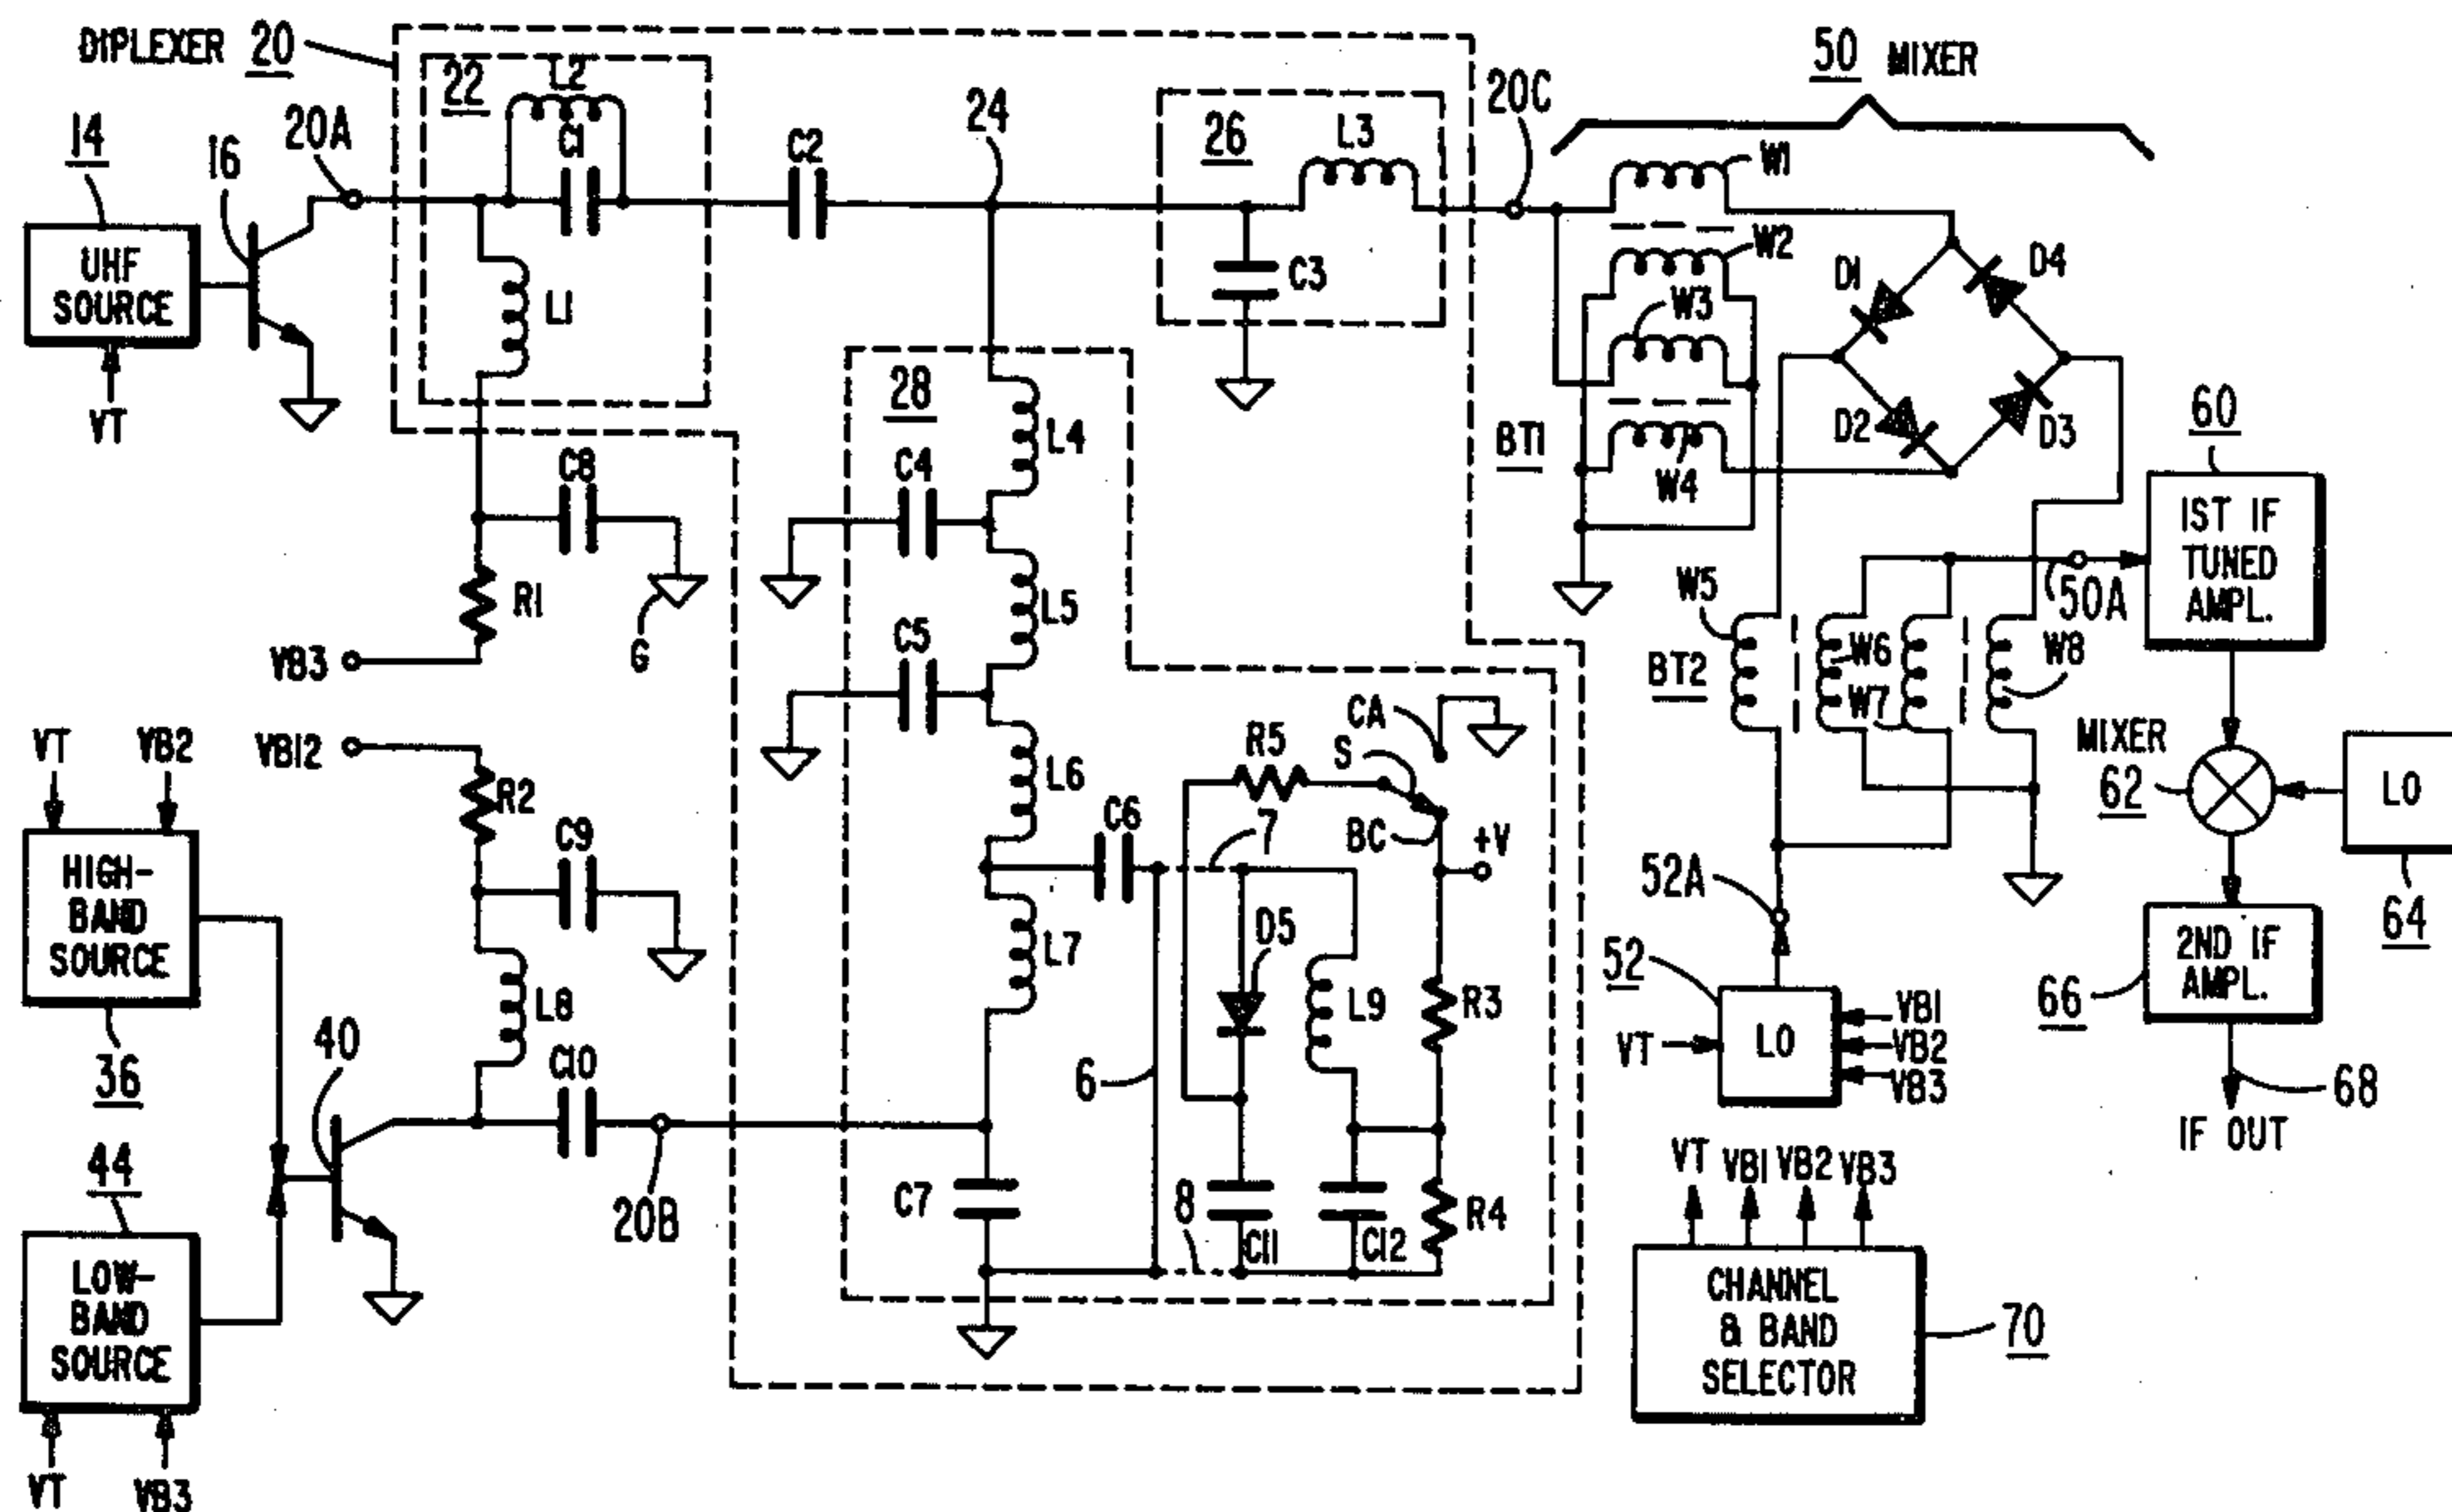 DIPLEXER 20
22
L2
C1
20A
16
14
UHF
SOURCE
VT
L1
C2
24
26
L3
C3
20C
50 MIXER
W1
W2
W3
W4
BT1
D1
D4
D2
D3
C8
R1
G
VB3
28
L4
C4
L5
C5
L6
C6
L7
C7
R5
S
CA
BC
+V
7
D5
L9
R3
R4
6
8
C11
C12
VB12
R2
C9
L8
C10
20B
VT
VB2
HIGH-
BAND
SOURCE
36
40
44
LOW-
BAND
SOURCE
VT
VB3
W5
BT2
W6
W7
W8
50A
60
1ST IF
TUNED
AMPL.
MIXER
62
LO
64
52A
52
LO
VT
VB1
VB2
VB3
66
2ND IF
AMPL.
68
IF OUT
VT VB1 VB2 VB3
CHANNEL
& BAND
SELECTOR
70